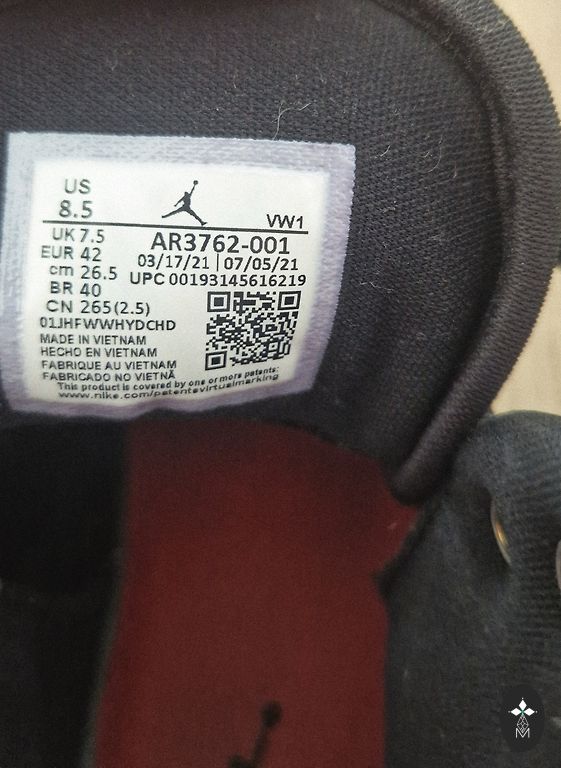 US
8.5
VW1
UK 7.5
AR3762-001
EUR 42
03/17/21 | 07/05/21
cm 26.5
UPC 00193145616219
BR 40
CN 265(2.5)
01JHFWWHYDCHD
MADE IN VIETNAM
HECHO EN VIETNAM
FABRIQUE AU VIETNAM
FABRICADO NO VIETNÃ
This product is covered by one or more patents:
www.nike.com/patentsvirtualmarking
M